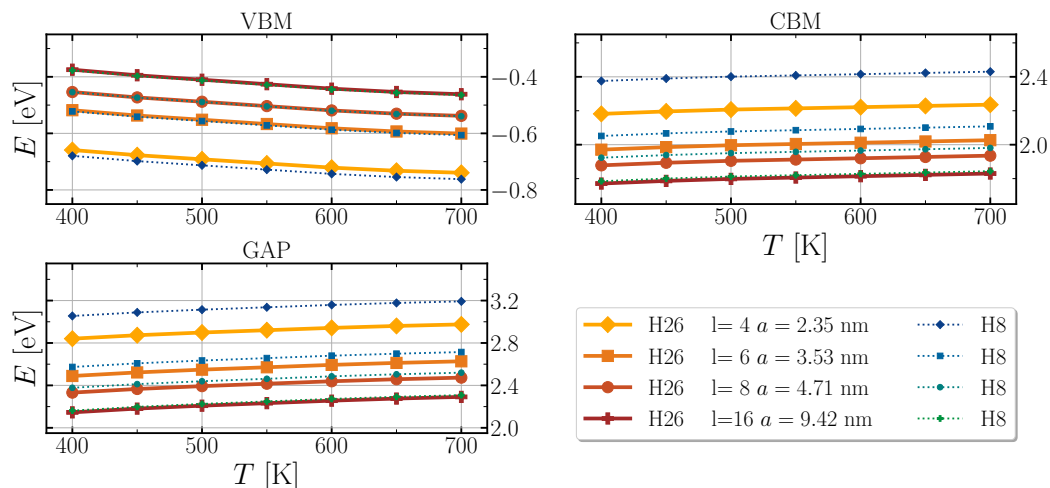 VBM
CBM
E [eV]
−0.4
−0.6
−0.8
400 500 600 700
2.4
2.0
400 500 600 700
T [K]
GAP
E [eV]
3.2
2.8
2.4
2.0
400 500 600 700
T [K]
H26 l= 4 a = 2.35 nm H8
H26 l= 6 a = 3.53 nm H8
H26 l= 8 a = 4.71 nm H8
H26 l=16 a = 9.42 nm H8